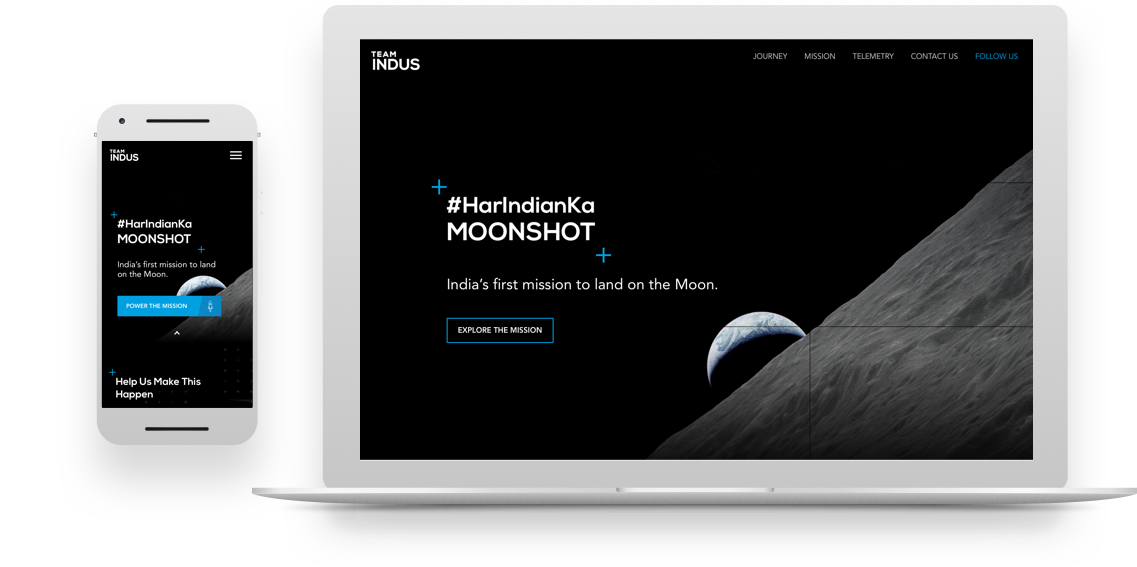 TEAM
INDUS
#HarIndianKa
MOONSHOT
India's first mission to land
on the Moon.
POWER THE MISSION
Help Us Make This
Happen
TEAM
INDUS
JOURNEY MISSION TELEMETRY CONTACT US FOLLOW US
#HarIndianKa
MOONSHOT
India's first mission to land on the Moon.
EXPLORE THE MISSION